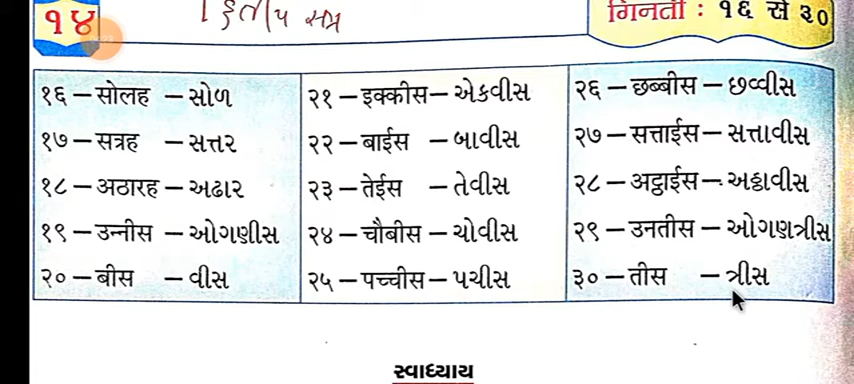 १४
દ્વિતીય સત્ર
गिनती : १६ से ३०
१६ – सोलह – સોળ
१७ – सत्रह – સત્તર
१८ – अठारह – અઢાર
१९ – उन्नीस – ઓગણીસ
२० – बीस – વીસ
२१ – इक्कीस – એકવીસ
२२ – बाईस – બાવીસ
२३ – तेईस – તેવીસ
२४ – चौबीस – ચોવીસ
२५ – पच्चीस – પચીસ
२६ – छब्बीस – છવ્વીસ
२७ – सत्ताईस – સત્તાવીસ
२८ – अट्ठाईस – અઠ્ઠાવીસ
२९ – उनतीस – ઓગણત્રીસ
३० – तीस – ત્રીસ
સ્વાધ્યાય